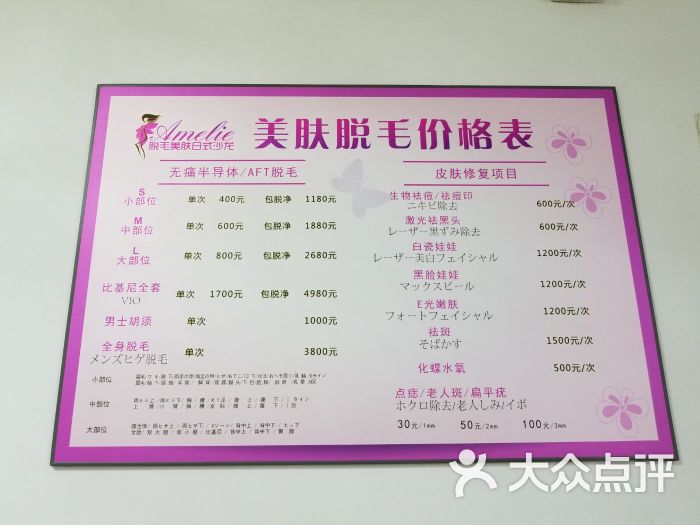 Amelie
脱毛美肤日式沙龙
美肤脱毛价格表
无痛半导体/AFT脱毛
S
小部位 单次 400元 包脱净 1180元
M
中部位 单次 600元 包脱净 1880元
L
大部位 单次 800元 包脱净 2680元
比基尼全套
VIO 单次 1700元 包脱净 4980元
男士胡须 单次 1000元
全身脱毛
メンズヒゲ脱毛 单次 3800元
小部位
中部位
大部位
皮肤修复项目
生物祛痘/祛痘印
ニキビ除去 600元/次
激光祛黑头
レーザー黒ずみ除去 600元/次
白瓷娃娃
レーザー美白フェイシャル 1200元/次
黑脸娃娃
マックスピール 1200元/次
E光嫩肤
フォートフェイシャル 1200元/次
祛斑
そばかす 1500元/次
化蝶水氧 500元/次
点痣/老人斑/扁平疣
ホクロ除去/老人しみ/イボ
30元/1mm 50元/2mm 100元/3mm
大众点评